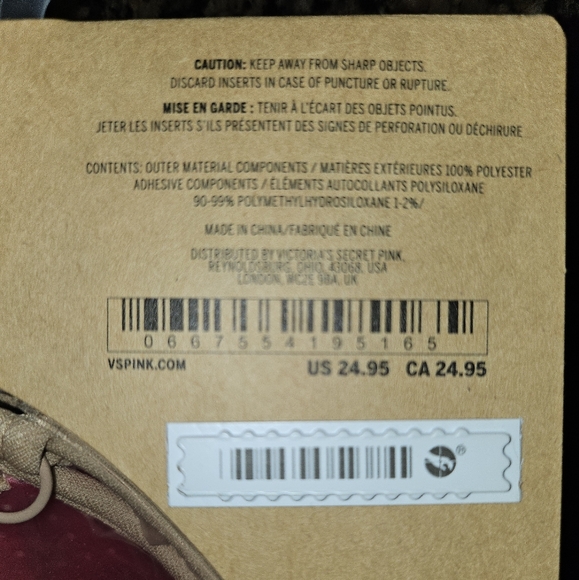 CAUTION: KEEP AWAY FROM SHARP OBJECTS.
DISCARD INSERTS IN CASE OF PUNCTURE OR RUPTURE.
MISE EN GARDE : TENIR À L'ÉCART DES OBJETS POINTUS.
JETER LES INSERTS S'ILS PRÉSENTENT DES SIGNES DE PERFORATION OU DÉCHIRURE
CONTENTS: OUTER MATERIAL COMPONENTS / MATIÈRES EXTÉRIEURES 100% POLYESTER
ADHESIVE COMPONENTS / ÉLÉMENTS AUTOCOLLANTS POLYSILOXANE
90-99% POLYMETHYLHYDROSILOXANE 1-2%/
MADE IN CHINA/FABRIQUÉ EN CHINE
DISTRIBUTED BY VICTORIA'S SECRET PINK,
REYNOLDSBURG, OHIO, 43068, USA
LONDON, WC2E 9BA, UK
0667554195165
VSPINK.COM US 24.95 CA 24.95
®